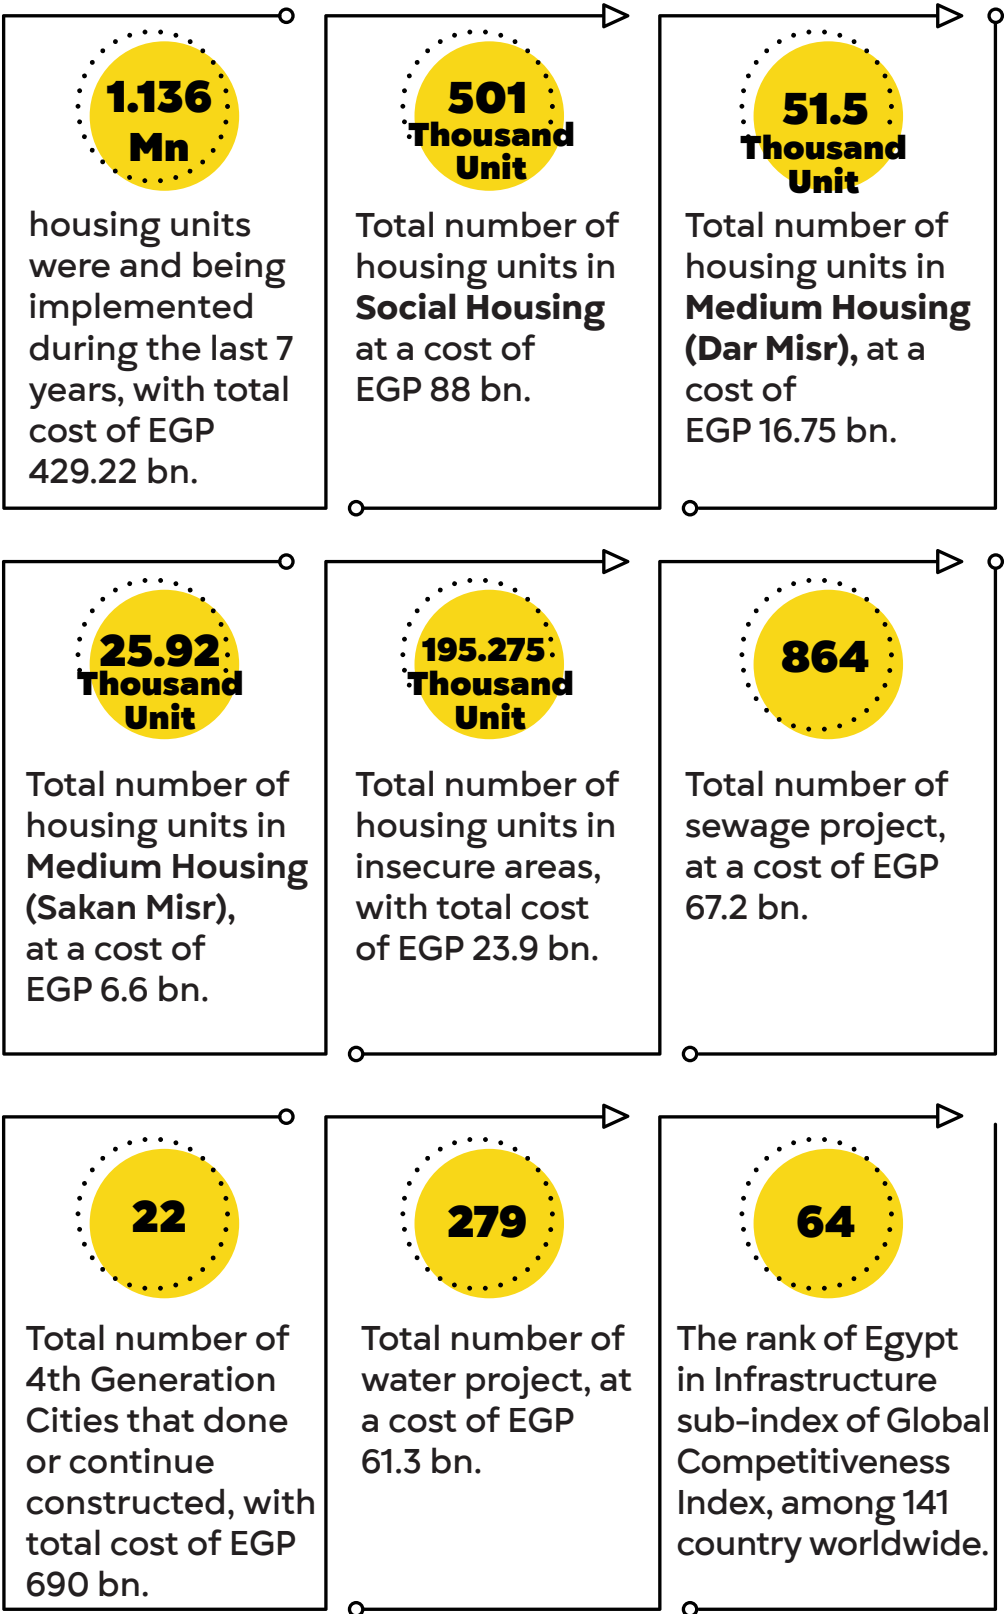 1.136
Mn
housing units
were and being
implemented
during the last 7
years, with total
cost of EGP
429.22 bn.
501
Thousand
Unit
Total number of
housing units in
Social Housing
at a cost of
EGP 88 bn.
51.5
Thousand
Unit
Total number of
housing units in
Medium Housing
(Dar Misr), at a
cost of
EGP 16.75 bn.
25.92
Thousand
Unit
Total number of
housing units in
Medium Housing
(Sakan Misr),
at a cost of
EGP 6.6 bn.
195.275
Thousand
Unit
Total number of
housing units in
insecure areas,
with total cost
of EGP 23.9 bn.
864
Total number of
sewage project,
at a cost of EGP
67.2 bn.
22
Total number of
4th Generation
Cities that done
or continue
constructed, with
total cost of EGP
690 bn.
279
Total number of
water project, at
a cost of EGP
61.3 bn.
64
The rank of Egypt
in Infrastructure
sub-index of Global
Competitiveness
Index, among 141
country worldwide.